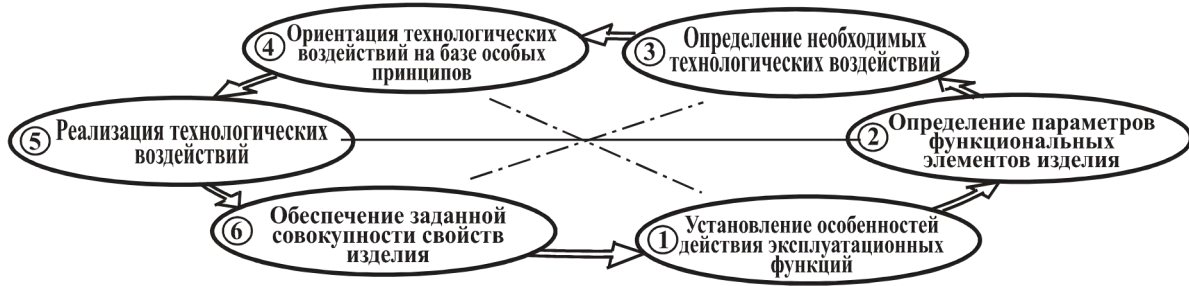 ④ Ориентация технологических
воздействий на базе особых
принципов
③ Определение необходимых
технологических воздействий
⑤ Реализация технологических
воздействий
② Определение параметров
функциональных
элементов изделия
⑥ Обеспечение заданной
совокупности свойств
изделия
① Установление особенностей
действия эксплуатационных
функций